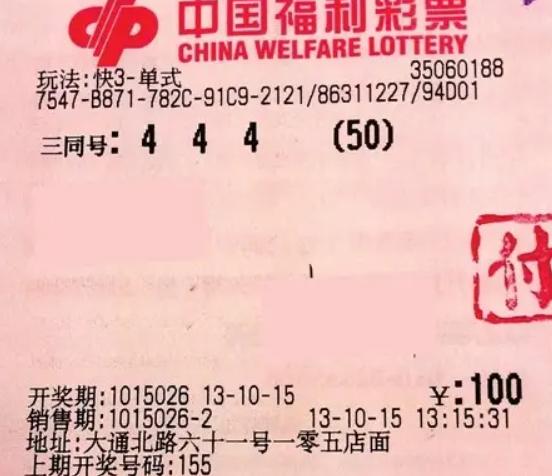 中国福利彩票
CHINA WELFARE LOTTERY
玩法:快3-单式
35060188
7547-B871-782C-91C9-2121/86311227/94D01
三同号: 4 4 4 (50)
付
开奖期:1015026 13-10-15 ¥:100
销售期:1015026-2 13-10-15 13:15:31
地址:大通北路六十一号一零五店面
上期开奖号码:155